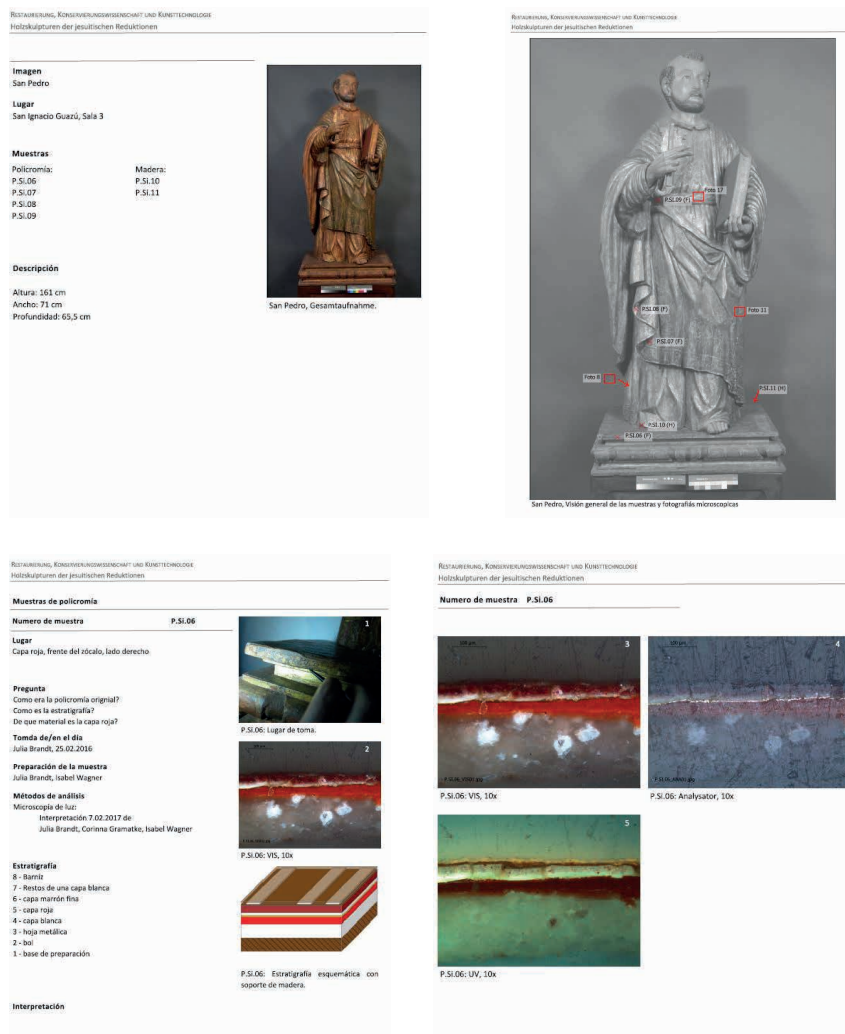 RESTAURIERUNG, KONSERVIERUNGSWISSENSCHAFT UND KUNSTTECHNOLOGIE
Holzskulpturen der jesuitischen Reduktionen
Imagen
San Pedro
Lugar
San Ignacio Guazú, Sala 3
Muestras
Policromía: Madera:
P.Si.06 P.Si.10
P.Si.07 P.Si.11
P.Si.08
P.Si.09
Descripción
Altura: 161 cm
Ancho: 71 cm
Profundidad: 65,5 cm
San Pedro, Gesamtaufnahme.
RESTAURIERUNG, KONSERVIERUNGSWISSENSCHAFT UND KUNSTTECHNOLOGIE
Holzskulpturen der jesuitischen Reduktionen
Foto 17
P.SI.09 (F)
P.SI.08 (F)
Foto 11
P.SI.07 (F)
Foto 8
P.SI.11 (H)
P.SI.10 (H)
P.SI.06 (F)
San Pedro, Visión general de las muestras y fotografiás microscopicas
RESTAURIERUNG, KONSERVIERUNGSWISSENSCHAFT UND KUNSTTECHNOLOGIE
Holzskulpturen der jesuitischen Reduktionen
Muestras de policromía
Numero de muestra P.Si.06
Lugar
Capa roja, frente del zócalo, lado derecho
Pregunta
Como era la policromía orignial?
Como es la estratigrafía?
De que material es la capa roja?
Tomda de/en el día
Julia Brandt, 25.02.2016
Preparación de la muestra
Julia Brandt, Isabel Wagner
Métodos de análisis
Microscopía de luz:
Interpretación 7.02.2017 de
Julia Brandt, Corinna Gramatke, Isabel Wagner
Estratigrafía
8 - Barniz
7 - Restos de una capa blanca
6 - capa marrón fina
5 - capa roja
4 - capa blanca
3 - hoja metálica
2 - bol
1 - base de preparación
Interpretación
1
P.Si.06: Lugar de toma.
2
P.Si.06: VIS, 10x
P.Si.06: Estratigrafía esquemática con
soporte de madera.
RESTAURIERUNG, KONSERVIERUNGSWISSENSCHAFT UND KUNSTTECHNOLOGIE
Holzskulpturen der jesuitischen Reduktionen
Numero de muestra P.Si.06
100 µm
3
100 µm
4
P.Si.06: VIS, 10x
P.Si.06: Analysator, 10x
5
P.Si.06: UV, 10x